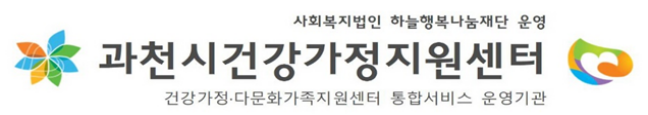 사회복지법인 하늘행복나눔재단 운영
과천시건강가정지원센터
건강가정·다문화가족지원센터 통합서비스 운영기관